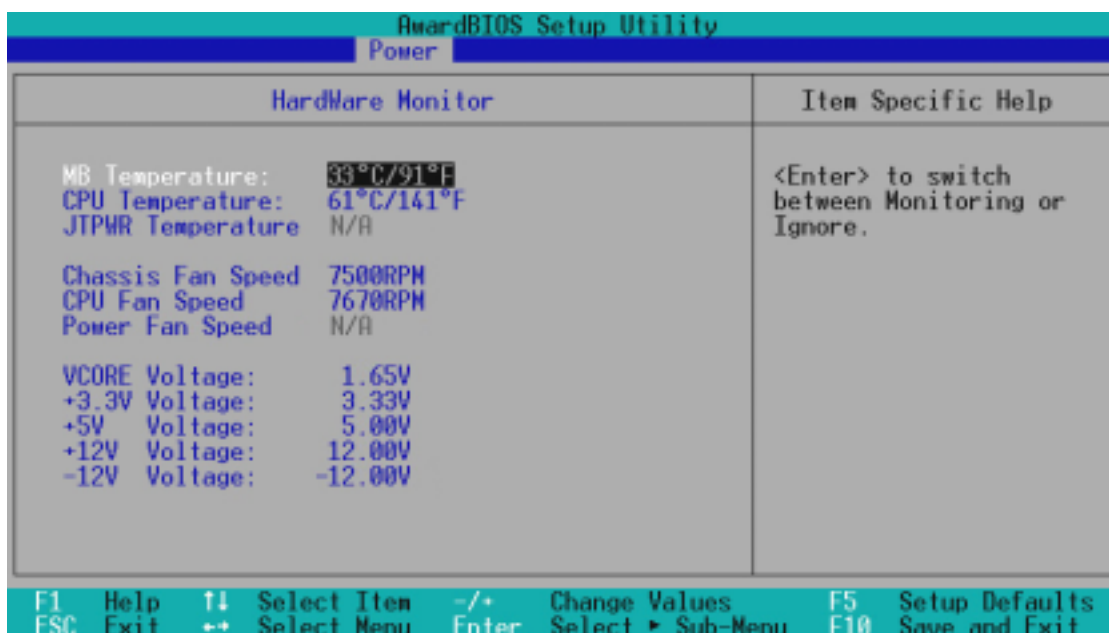 AwardBIOS Setup Utility
Power
HardWare Monitor
Item Specific Help
MB Temperature: 33°C/91°F
CPU Temperature: 61°C/141°F
JTPWR Temperature N/A
Chassis Fan Speed 7500RPM
CPU Fan Speed 7670RPM
Power Fan Speed N/A
VCORE Voltage: 1.65V
+3.3V Voltage: 3.33V
+5V Voltage: 5.00V
+12V Voltage: 12.00V
-12V Voltage: -12.00V
<Enter> to switch
between Monitoring or
Ignore.
F1 Help ↑↓ Select Item -/+ Change Values F5 Setup Defaults
ESC Exit ←→ Select Menu Enter Select ► Sub-Menu F10 Save and Exit